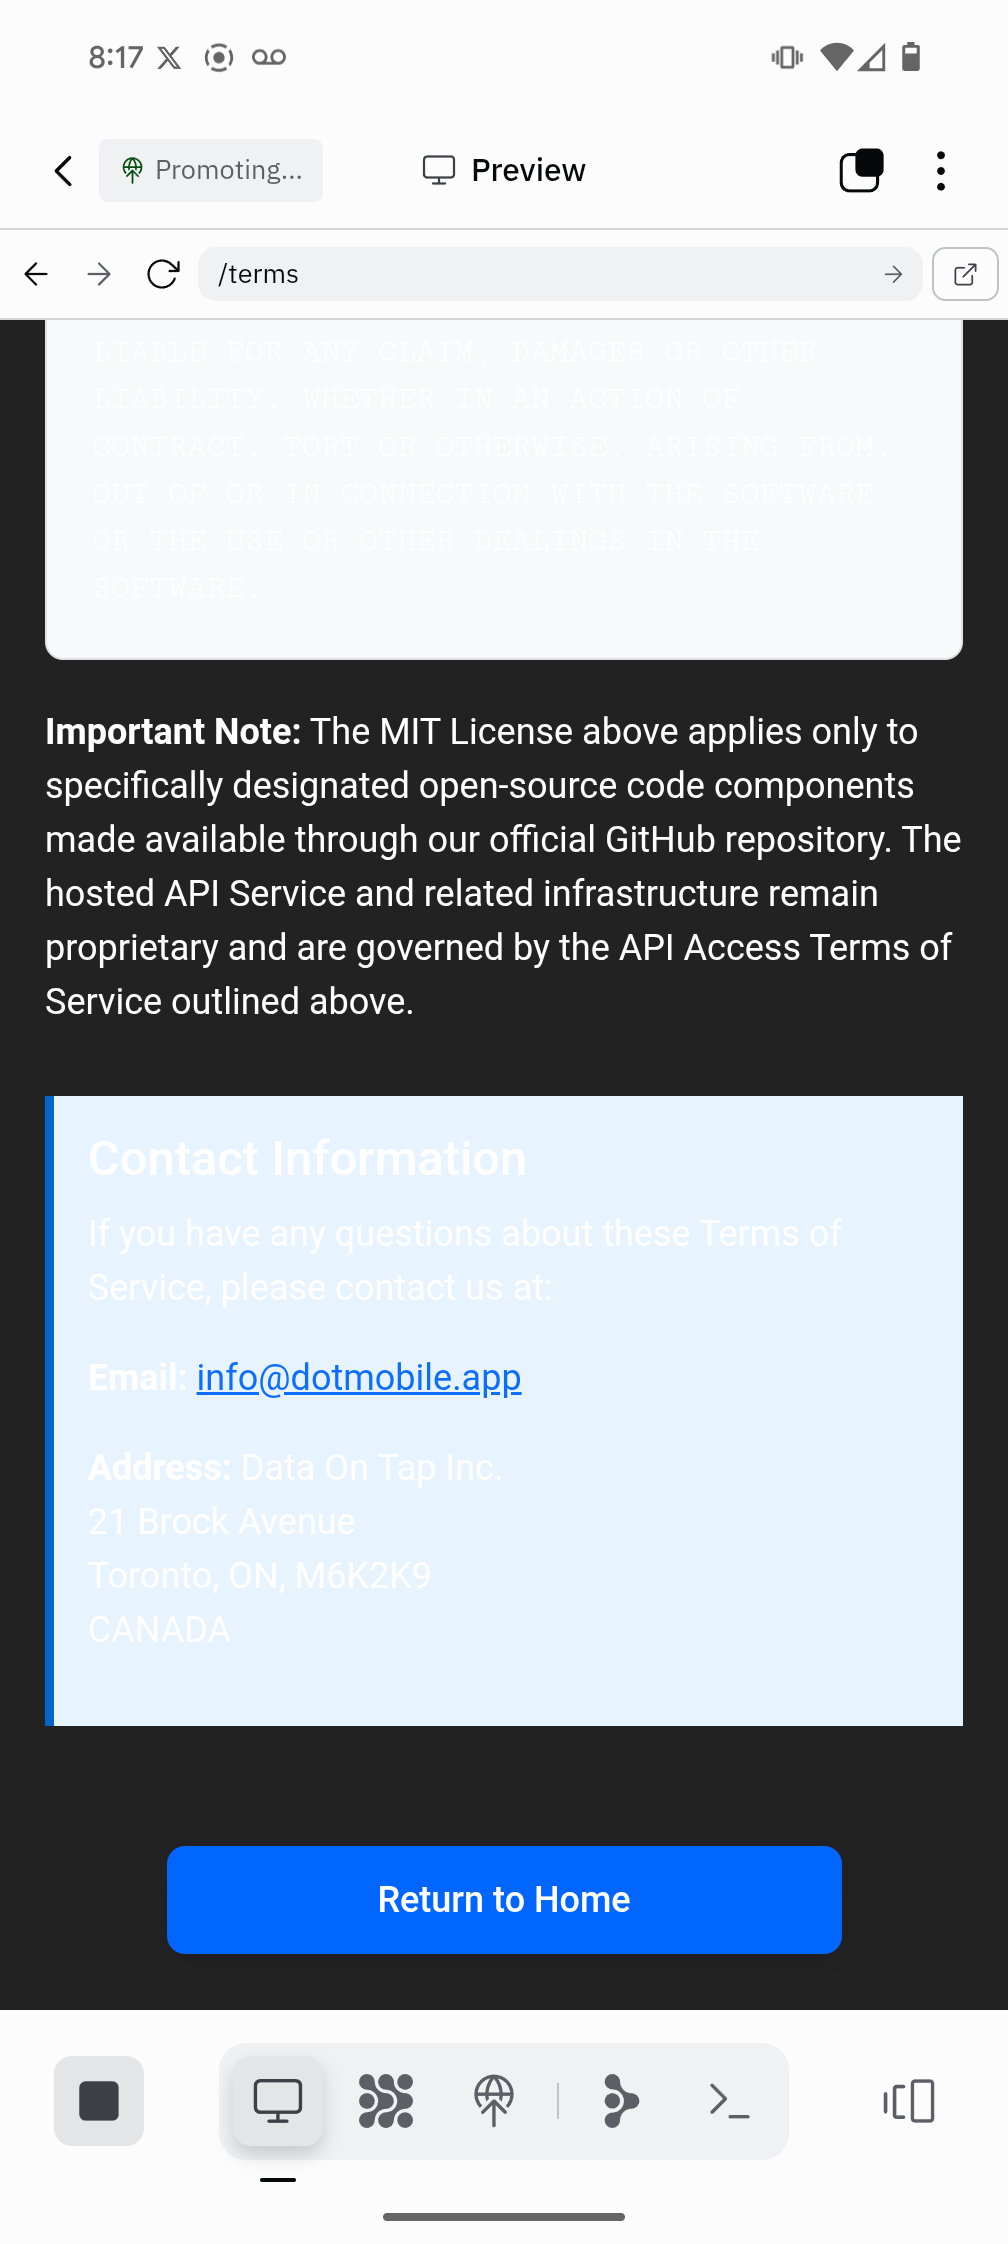 8:17
Promoting...
Preview
/terms
LIABLE FOR ANY CLAIM, DAMAGES OR OTHER
LIABILITY, WHETHER IN AN ACTION OF
CONTRACT, TORT OR OTHERWISE, ARISING FROM,
OUT OF OR IN CONNECTION WITH THE SOFTWARE
OR THE USE OR OTHER DEALINGS IN THE
SOFTWARE.
Important Note: The MIT License above applies only to
specifically designated open-source code components
made available through our official GitHub repository. The
hosted API Service and related infrastructure remain
proprietary and are governed by the API Access Terms of
Service outlined above.
Contact Information
If you have any questions about these Terms of
Service, please contact us at:
Email: info@dotmobile.app
Address: Data On Tap Inc.
21 Brock Avenue
Toronto, ON, M6K2K9
CANADA
Return to Home